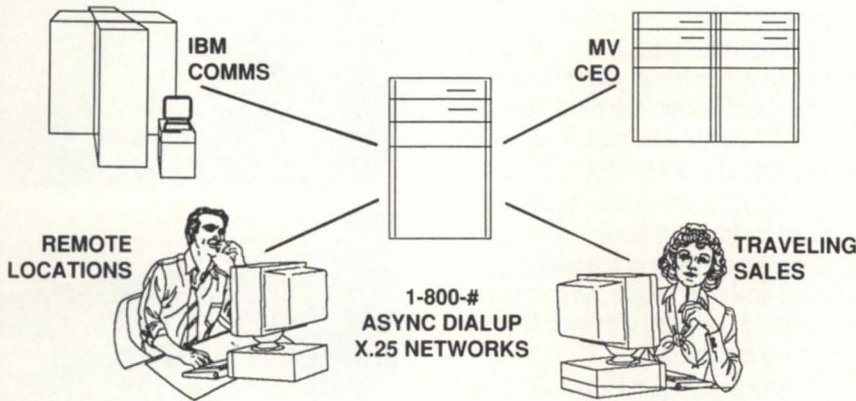 IBM
COMMS
MV
CEO
REMOTE
LOCATIONS
TRAVELING
SALES
1-800-#
ASYNC DIALUP
X.25 NETWORKS